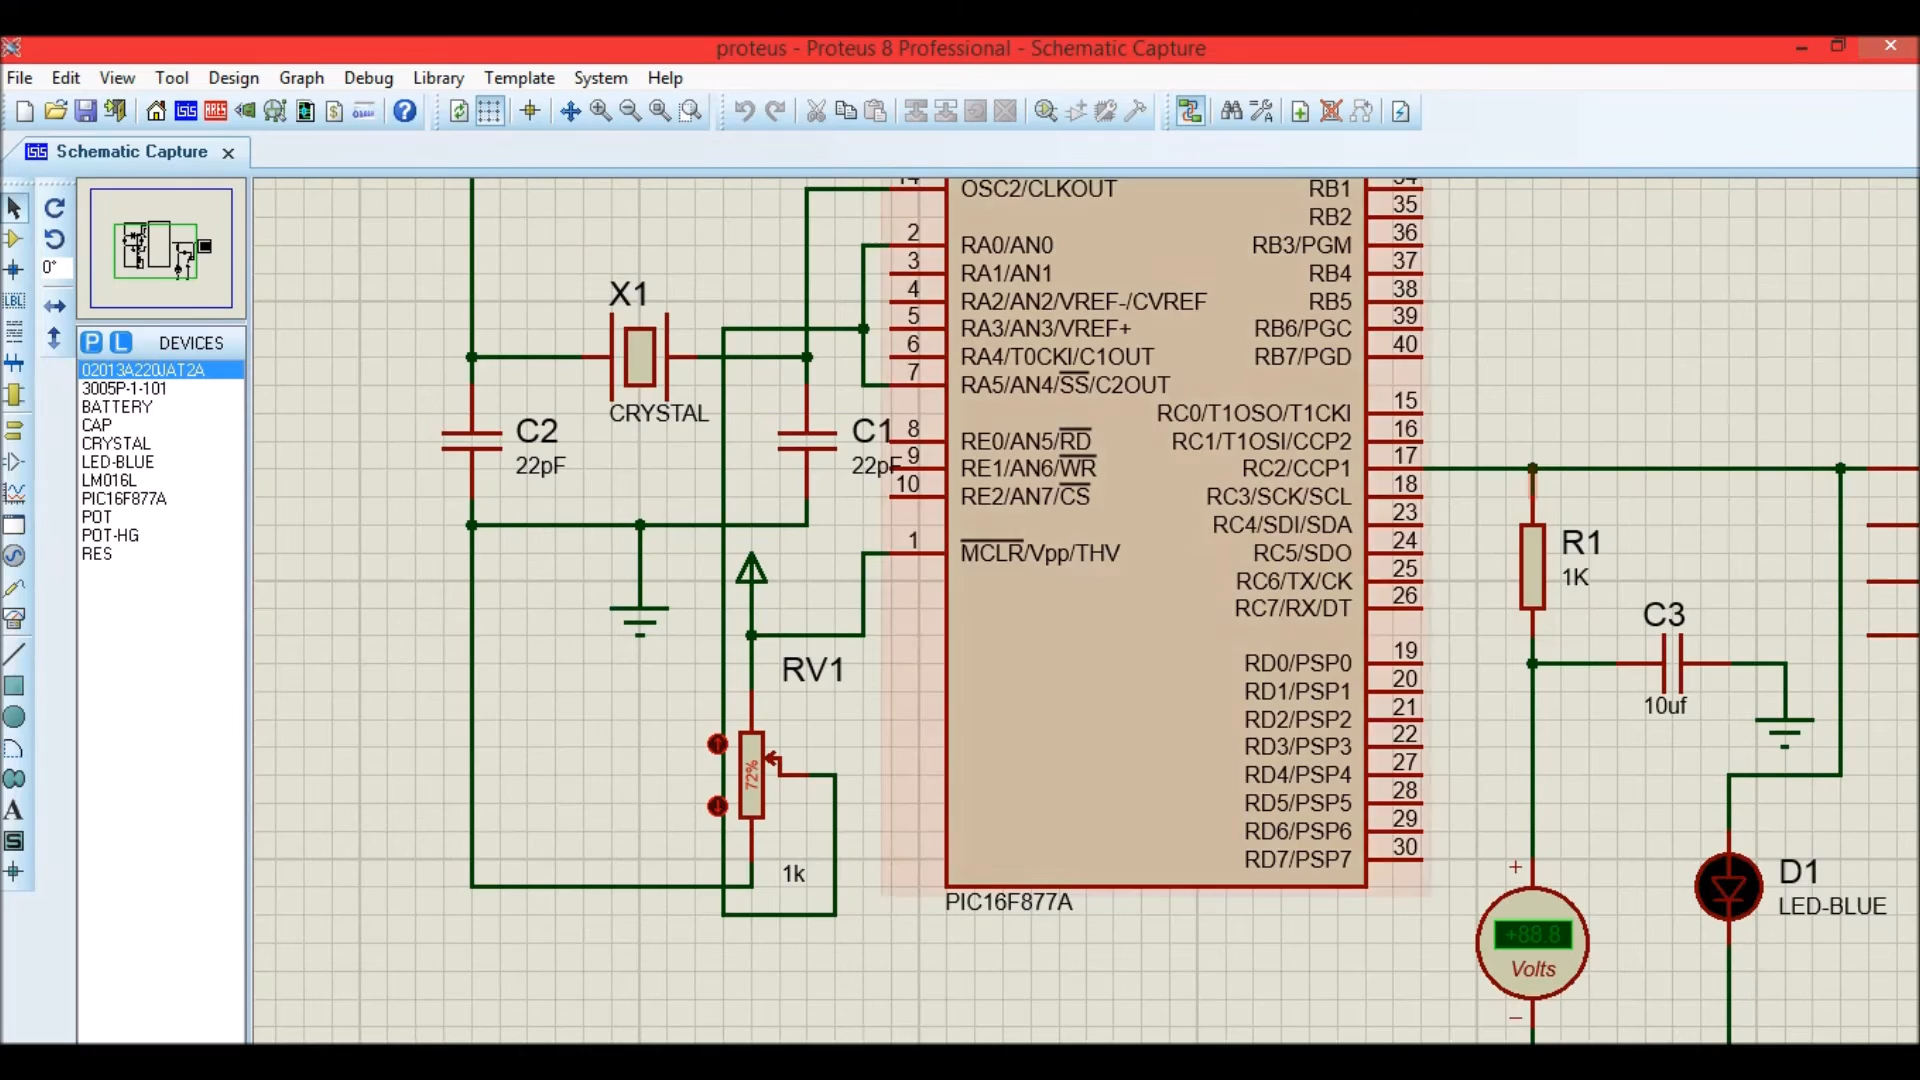 proteus - Proteus 8 Professional - Schematic Capture
File Edit View Tool Design Graph Debug Library Template System Help
Schematic Capture
0°
LBL
P L DEVICES
02013A220JAT2A
3005P-1-101
BATTERY
CAP
CRYSTAL
LED-BLUE
LM016L
PIC16F877A
POT
POT-HG
RES
X1
CRYSTAL
C2
22pF
C1
22pF
RV1
72%
1k
14 OSC2/CLKOUT
2 RA0/AN0
3 RA1/AN1
4 RA2/AN2/VREF-/CVREF
5 RA3/AN3/VREF+
6 RA4/T0CKI/C1OUT
7 RA5/AN4/SS/C2OUT
8 RE0/AN5/RD
9 RE1/AN6/WR
10 RE2/AN7/CS
1 MCLR/Vpp/THV
RB1 34
RB2 35
RB3/PGM 36
RB4 37
RB5 38
RB6/PGC 39
RB7/PGD 40
RC0/T1OSO/T1CKI 15
RC1/T1OSI/CCP2 16
RC2/CCP1 17
RC3/SCK/SCL 18
RC4/SDI/SDA 23
RC5/SDO 24
RC6/TX/CK 25
RC7/RX/DT 26
RD0/PSP0 19
RD1/PSP1 20
RD2/PSP2 21
RD3/PSP3 22
RD4/PSP4 27
RD5/PSP5 28
RD6/PSP6 29
RD7/PSP7 30
PIC16F877A
R1
1K
C3
10uf
+
+88.8
Volts
−
D1
LED-BLUE